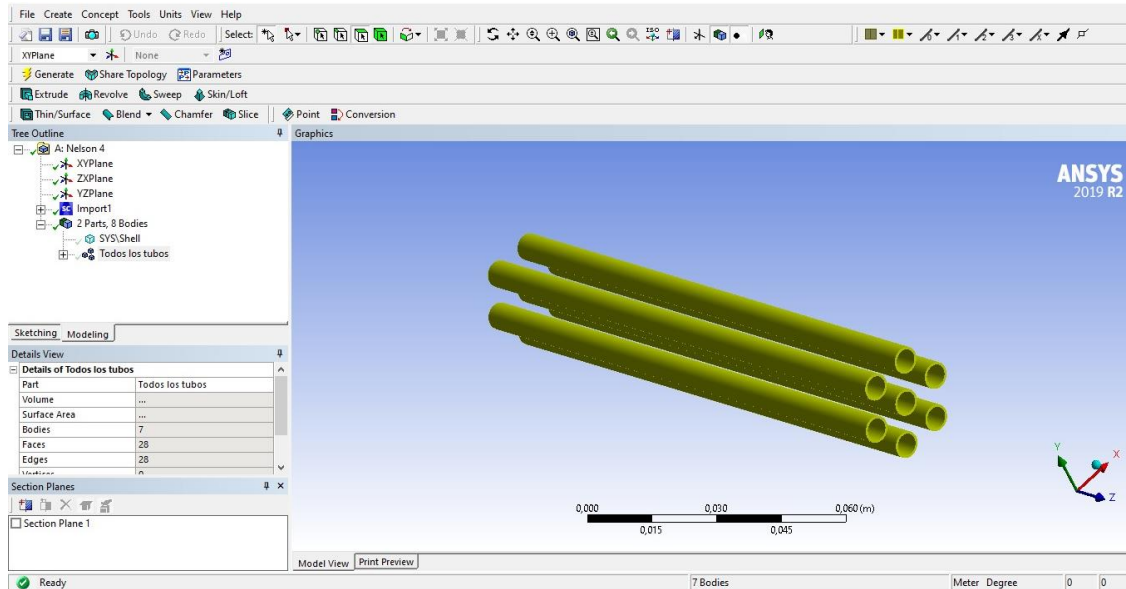 File Create Concept Tools Units View Help
Undo Redo Select:
XYPlane None
Generate Share Topology Parameters
Extrude Revolve Sweep Skin/Loft
Thin/Surface Blend Chamfer Slice Point Conversion
Tree Outline
A: Nelson 4
XYPlane
ZXPlane
YZPlane
SC Import1
2 Parts, 8 Bodies
SYS\Shell
Todos los tubos
Sketching Modeling
Details View
Details of Todos los tubos
Part Todos los tubos
Volume ...
Surface Area ...
Bodies 7
Faces 28
Edges 28
Section Planes
Section Plane 1
Graphics
ANSYS
2019 R2
Y
X
Z
0,000 0,030 0,060 (m)
0,015 0,045
Model View Print Preview
Ready 7 Bodies Meter Degree 0 0